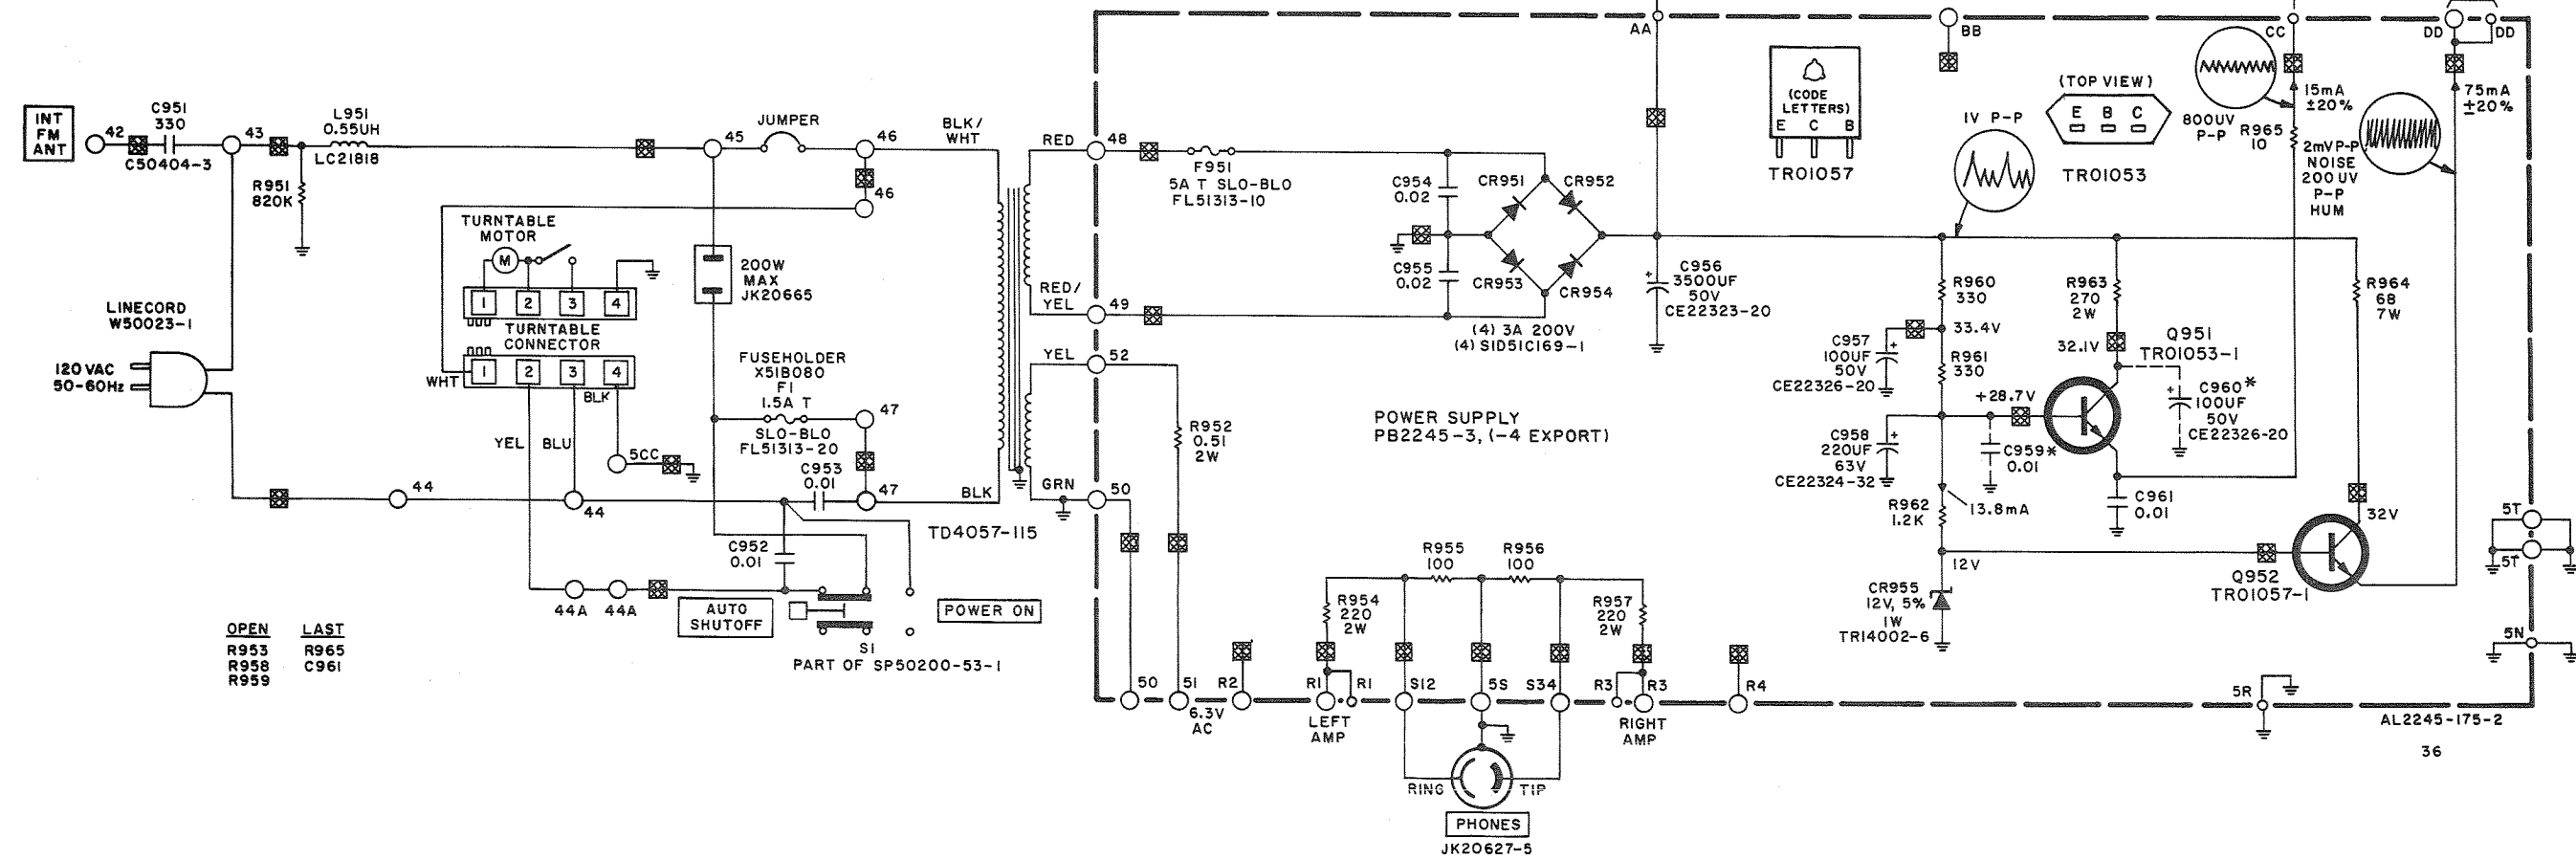 INT
FM
ANT
42
C951
330
C50404-3
43
L951
0.55UH
LC21818
R951
820K
45
JUMPER
46
46
BLK/
WHT
TURNTABLE
MOTOR
M
1 2 3 4
TURNTABLE
CONNECTOR
1 2 3 4
WHT
BLK
YEL BLU
5CC
LINECORD
W50023-1
120 VAC
50-60Hz
200W
MAX
JK20665
FUSEHOLDER
X51B080
F1
1.5A T
SLO-BLO
FL51313-20
47
C953
0.01
47
BLK
44
44
C952
0.01
44A 44A
AUTO
SHUTOFF
POWER ON
S1
PART OF SP50200-53-1
OPEN LAST
R953 R965
R958 C961
R959
TD4057-115
RED
48
F951
5A T SLO-BLO
FL51313-10
RED/
YEL
49
YEL
52
GRN
50
R952
0.51
2W
C954
0.02
C955
0.02
CR951 CR952
CR953 CR954
(4) 3A 200V
(4) SID51C169-1
AA
C956
3500UF
50V
CE22323-20
POWER SUPPLY
PB2245-3, (-4 EXPORT)
BB
(CODE
LETTERS)
E C B
TR01057
1V P-P
(TOP VIEW)
E B C
TR01053
CC
15mA
±20%
800UV
P-P
R965
10
DD DD
75mA
±20%
2mV P-P
NOISE
200 UV
P-P
HUM
R960
330
33.4V
C957
100UF
50V
CE22326-20
R961
330
R963
270
2W
32.1V
Q951
TR01053-1
C960*
100UF
50V
CE22326-20
R964
68
7W
+28.7V
C958
220UF
63V
CE22324-32
C959*
0.01
R962
1.2K
13.8mA
C961
0.01
32V
12V
Q952
TR01057-1
CR955
12V, 5%
1W
TR14002-6
5T
5T
5N
5R
R955
100
R956
100
R954
220
2W
R957
220
2W
50 51 R2 R1 R1 S12 5S S34 R3 R3 R4
6.3V
AC
LEFT
AMP
RIGHT
AMP
RING TIP
PHONES
JK20627-5
AL2245-175-2
36